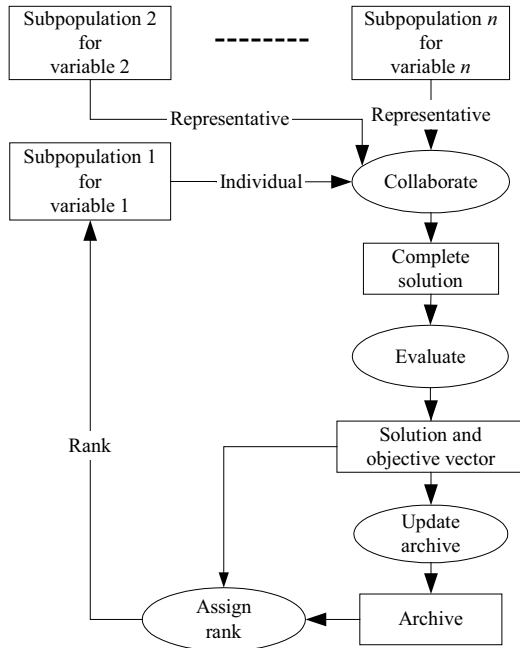 Subpopulation 2
for
variable 2
Subpopulation n
for
variable n
Representative
Representative
Subpopulation 1
for
variable 1
Individual
Collaborate
Complete
solution
Evaluate
Rank
Solution and
objective vector
Update
archive
Assign
rank
Archive